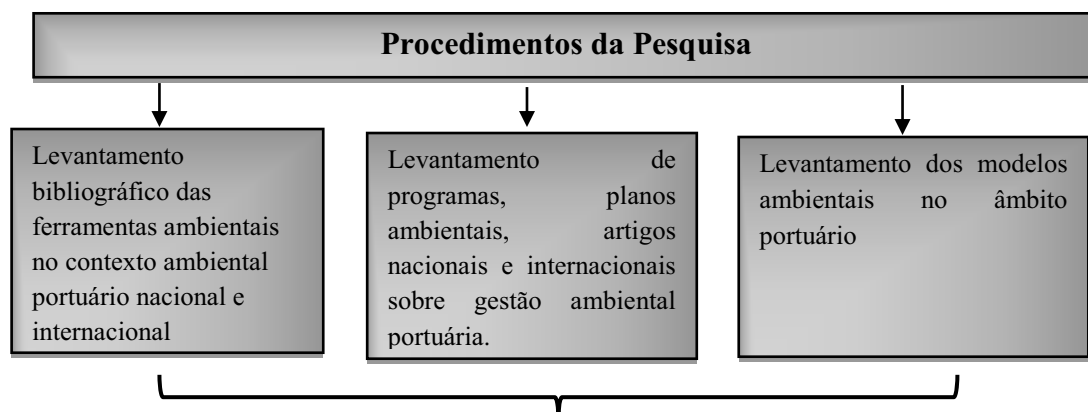 Procedimentos da Pesquisa
Levantamento
bibliográfico das
ferramentas ambientais
no contexto ambiental
portuário nacional e
internacional
Levantamento de
programas, planos
ambientais, artigos
nacionais e internacionais
sobre gestão ambiental
portuária.
Levantamento dos modelos
ambientais no âmbito
portuário